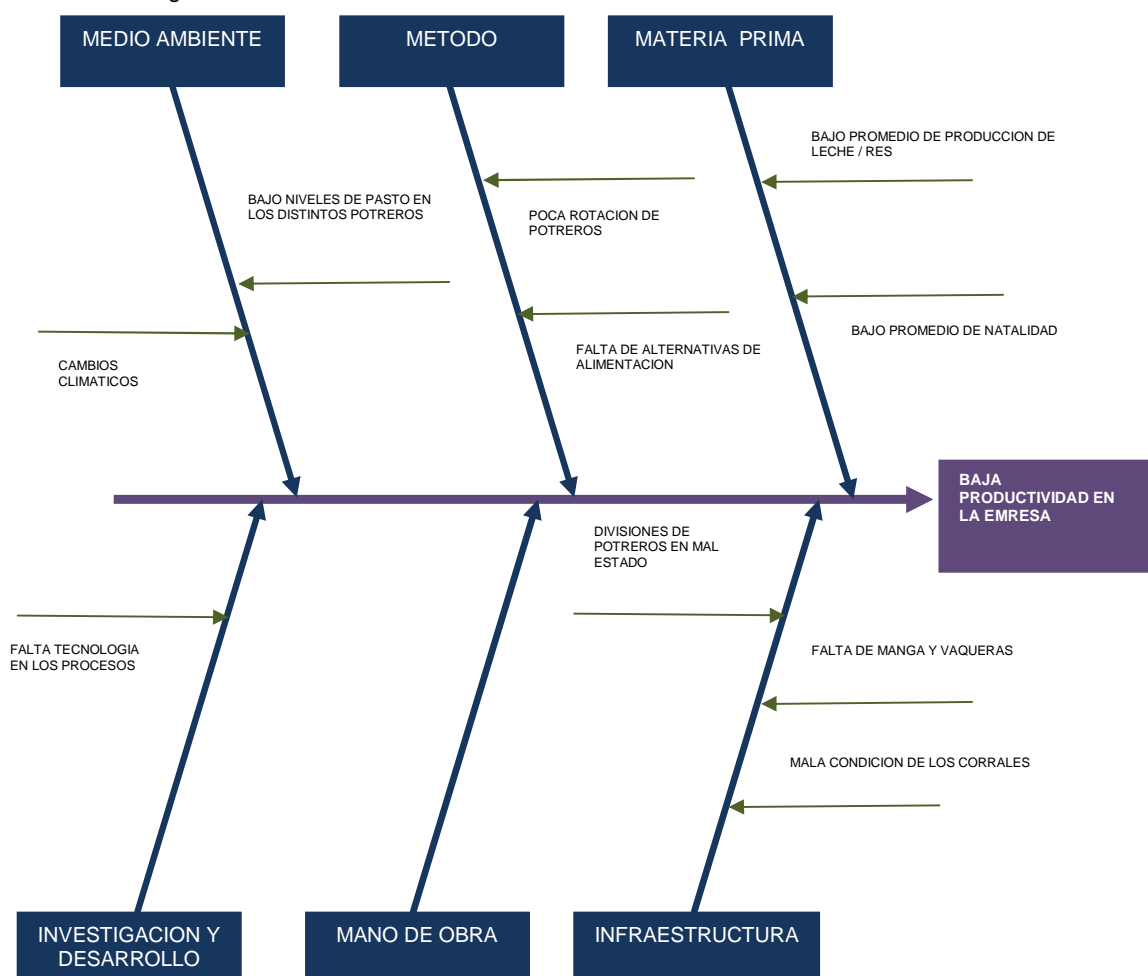 MEDIO AMBIENTE
METODO
MATERIA PRIMA
BAJO PROMEDIO DE PRODUCCION DE
LECHE / RES
BAJO NIVELES DE PASTO EN
LOS DISTINTOS POTREROS
POCA ROTACION DE
POTREROS
BAJO PROMEDIO DE NATALIDAD
FALTA DE ALTERNATIVAS DE
ALIMENTACION
CAMBIOS
CLIMATICOS
BAJA
PRODUCTIVIDAD EN
LA EMRESA
DIVISIONES DE
POTREROS EN MAL
ESTADO
FALTA TECNOLOGIA
EN LOS PROCESOS
FALTA DE MANGA Y VAQUERAS
MALA CONDICION DE LOS CORRALES
INVESTIGACION Y
DESARROLLO
MANO DE OBRA
INFRAESTRUCTURA